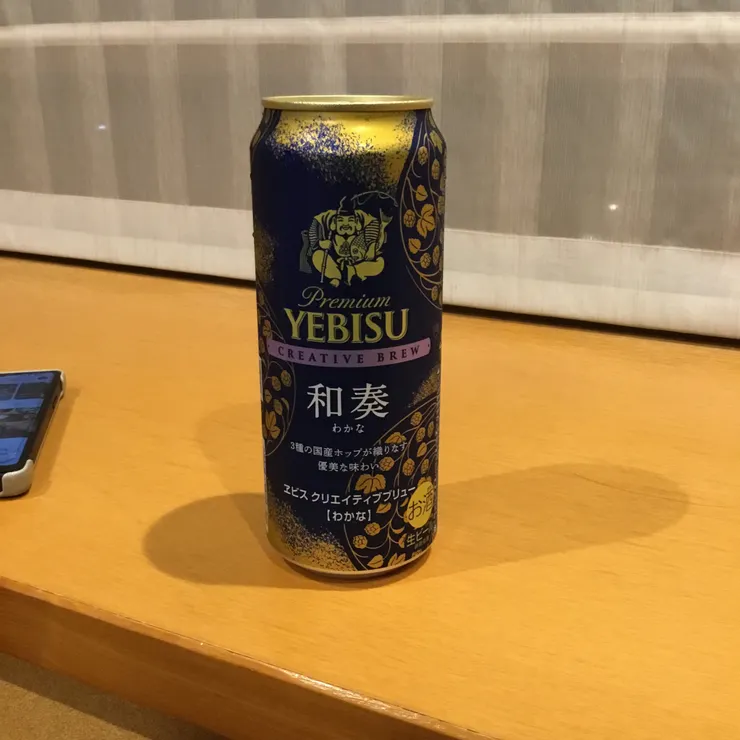 Premium
YEBISU
CREATIVE BREW
和奏
わかな
3種の国産ホップが織りなす
優美な味わい
ヱビス クリエイティブブリュー
【わかな】
お酒
生ビー